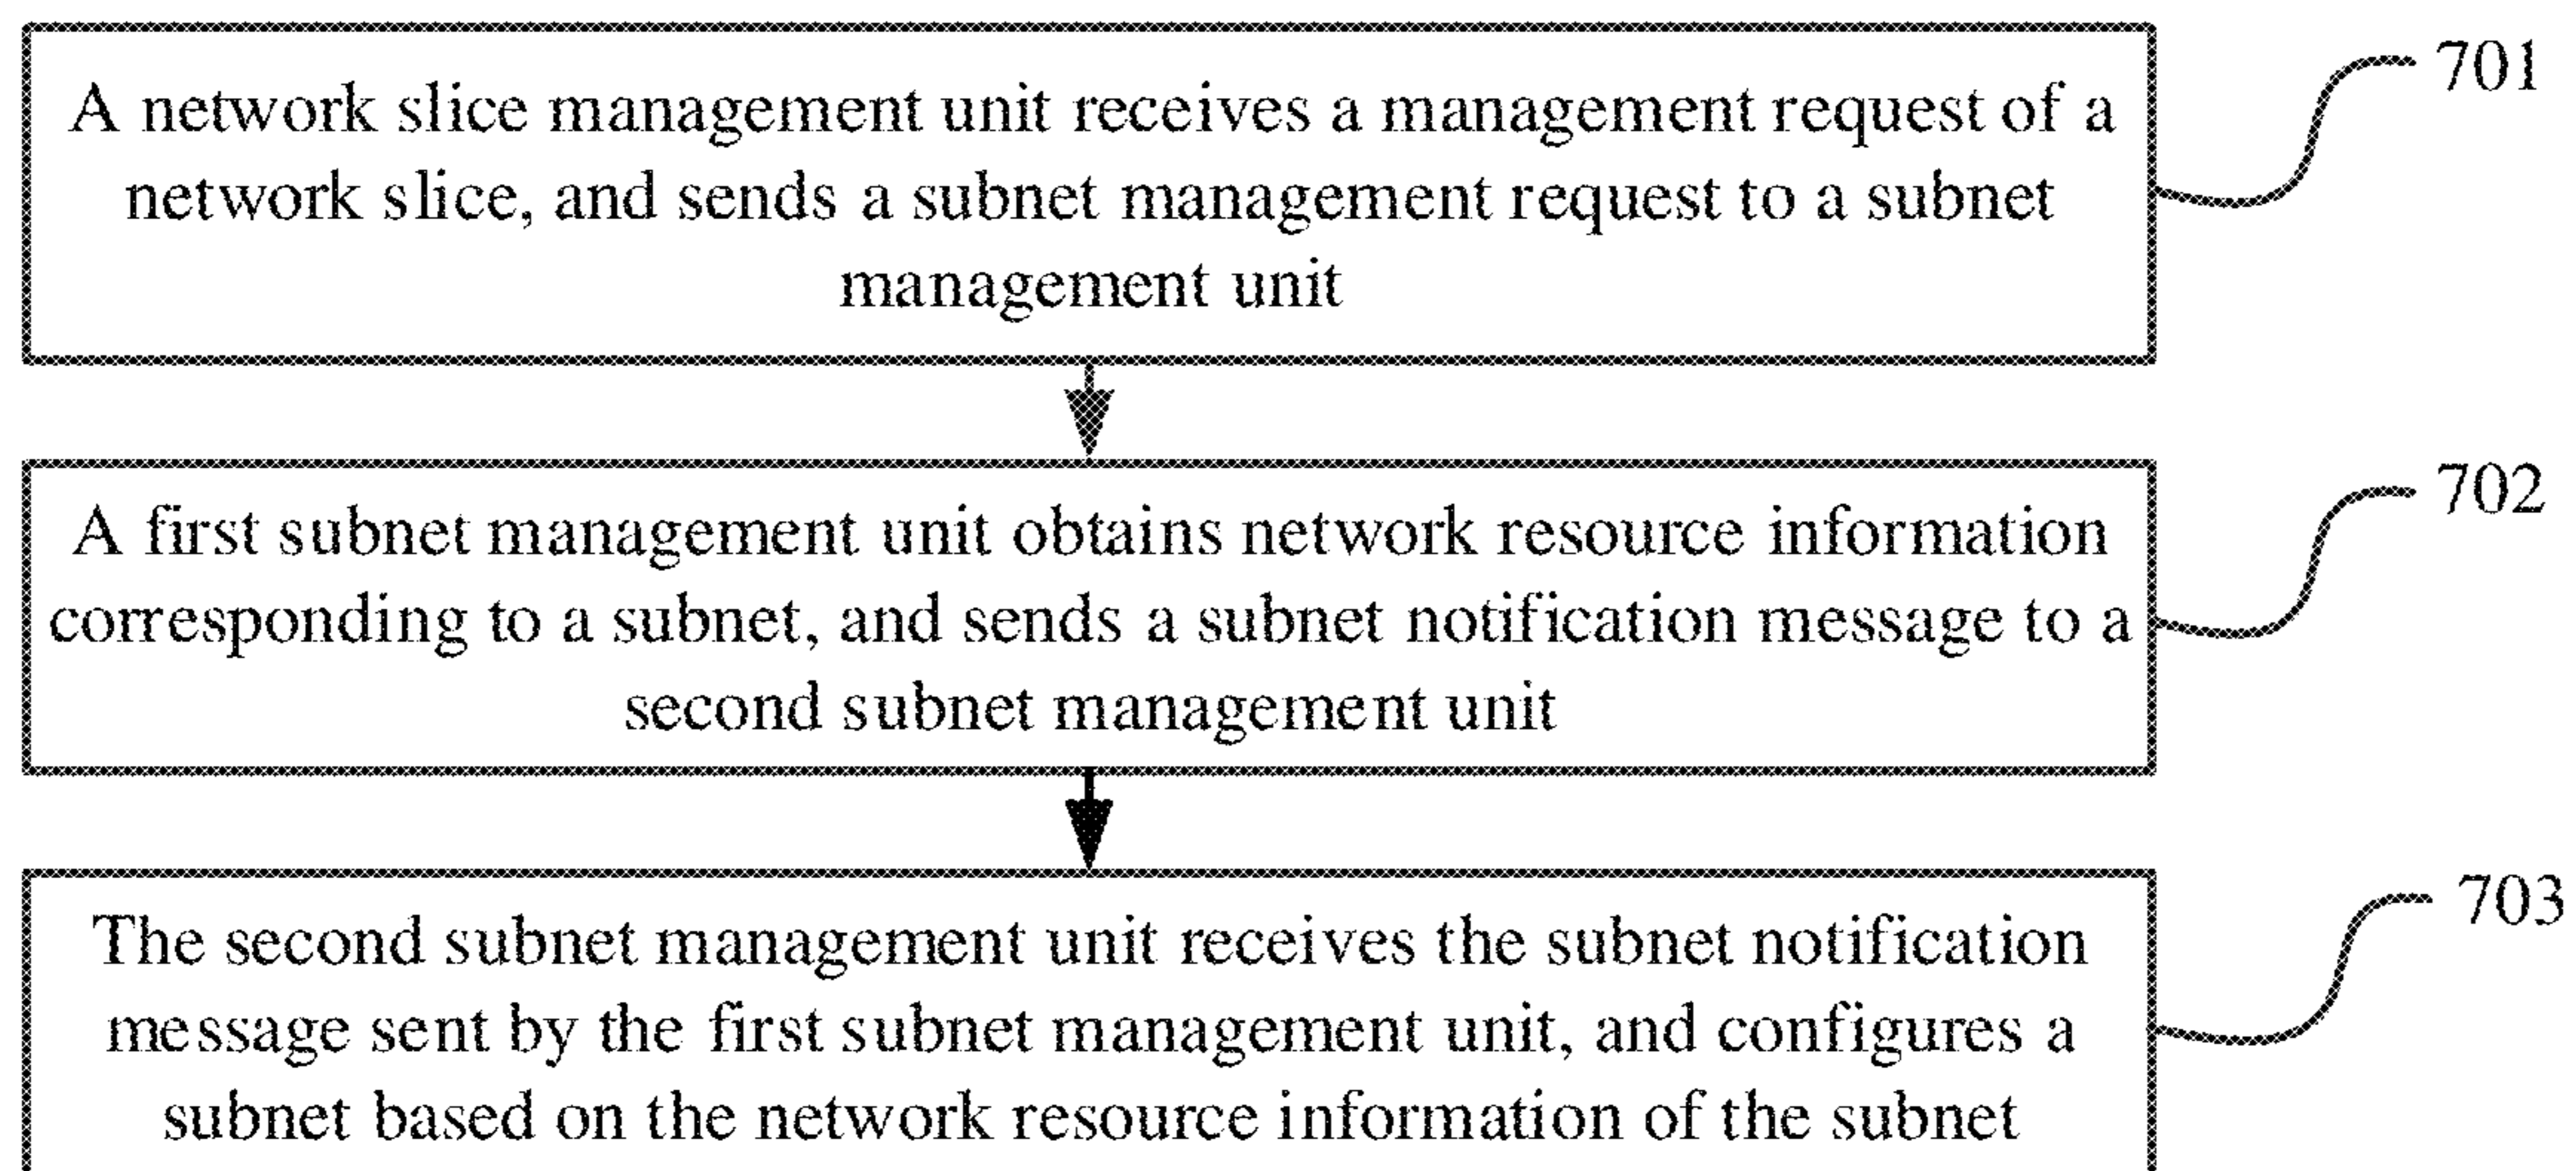 A network slice management unit receives a management request of a
network slice, and sends a subnet management request to a subnet
management unit
701
A first subnet management unit obtains network resource information
corresponding to a subnet, and sends a subnet notification message to a
second subnet management unit
702
The second subnet management unit receives the subnet notification
message sent by the first subnet management unit, and configures a
subnet based on the network resource information of the subnet
703